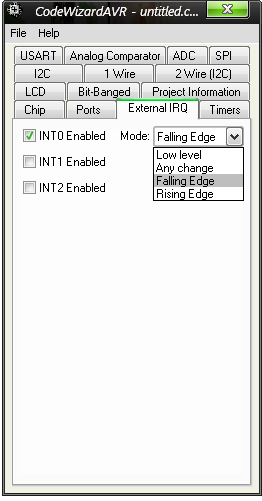 CodeWizardAVR - untitled.c...
File Help
USART Analog Comparator ADC SPI
I2C 1 Wire 2 Wire (I2C)
LCD Bit-Banged Project Information
Chip Ports External IRQ Timers
INT0 Enabled Mode: Falling Edge
Low level
Any change
INT1 Enabled
Falling Edge
INT2 Enabled
Rising Edge